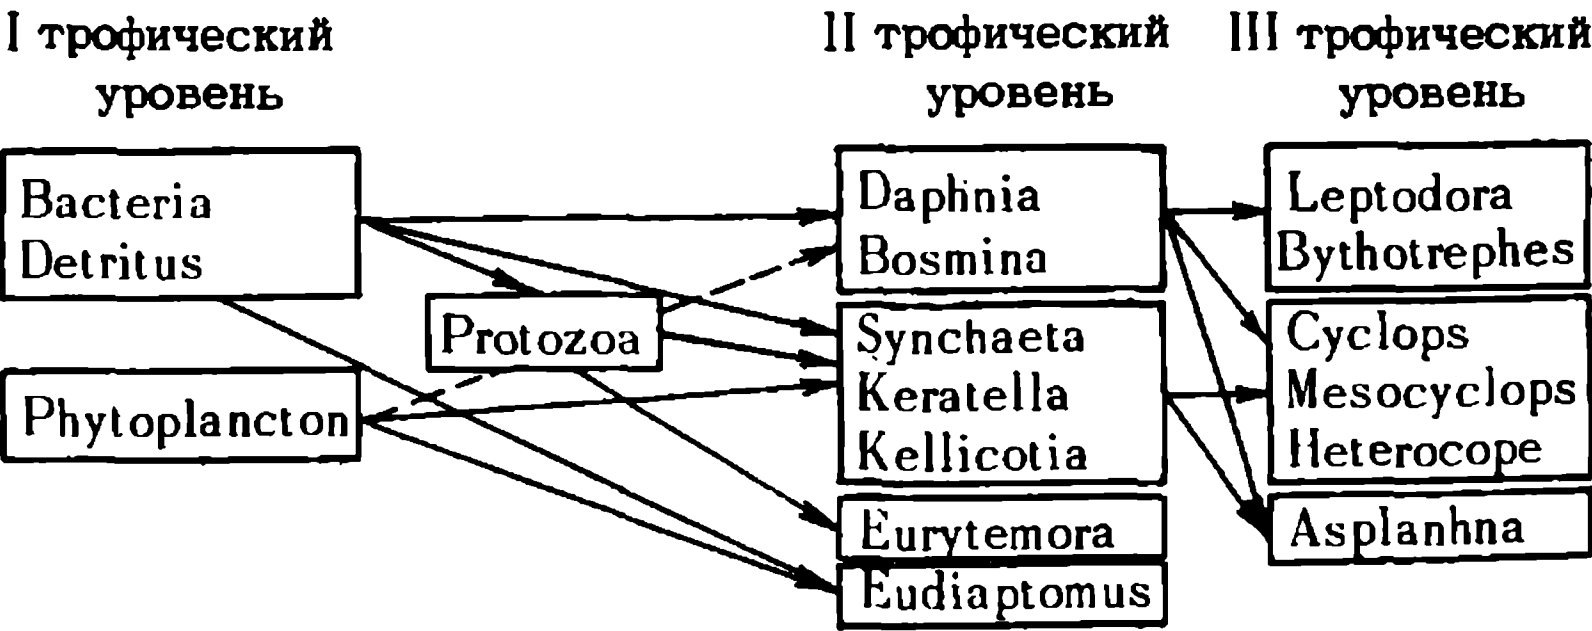 I трофический уровень
II трофический уровень
III трофический уровень
Bacteria
Detritus
Protozoa
Phytoplancton
Daphnia
Bosmina
Synchaeta
Keratella
Kellicotia
Eurytemora
Eudiaptomus
Leptodora
Bythotrephes
Cyclops
Mesocyclops
Heterocope
Asplanhna